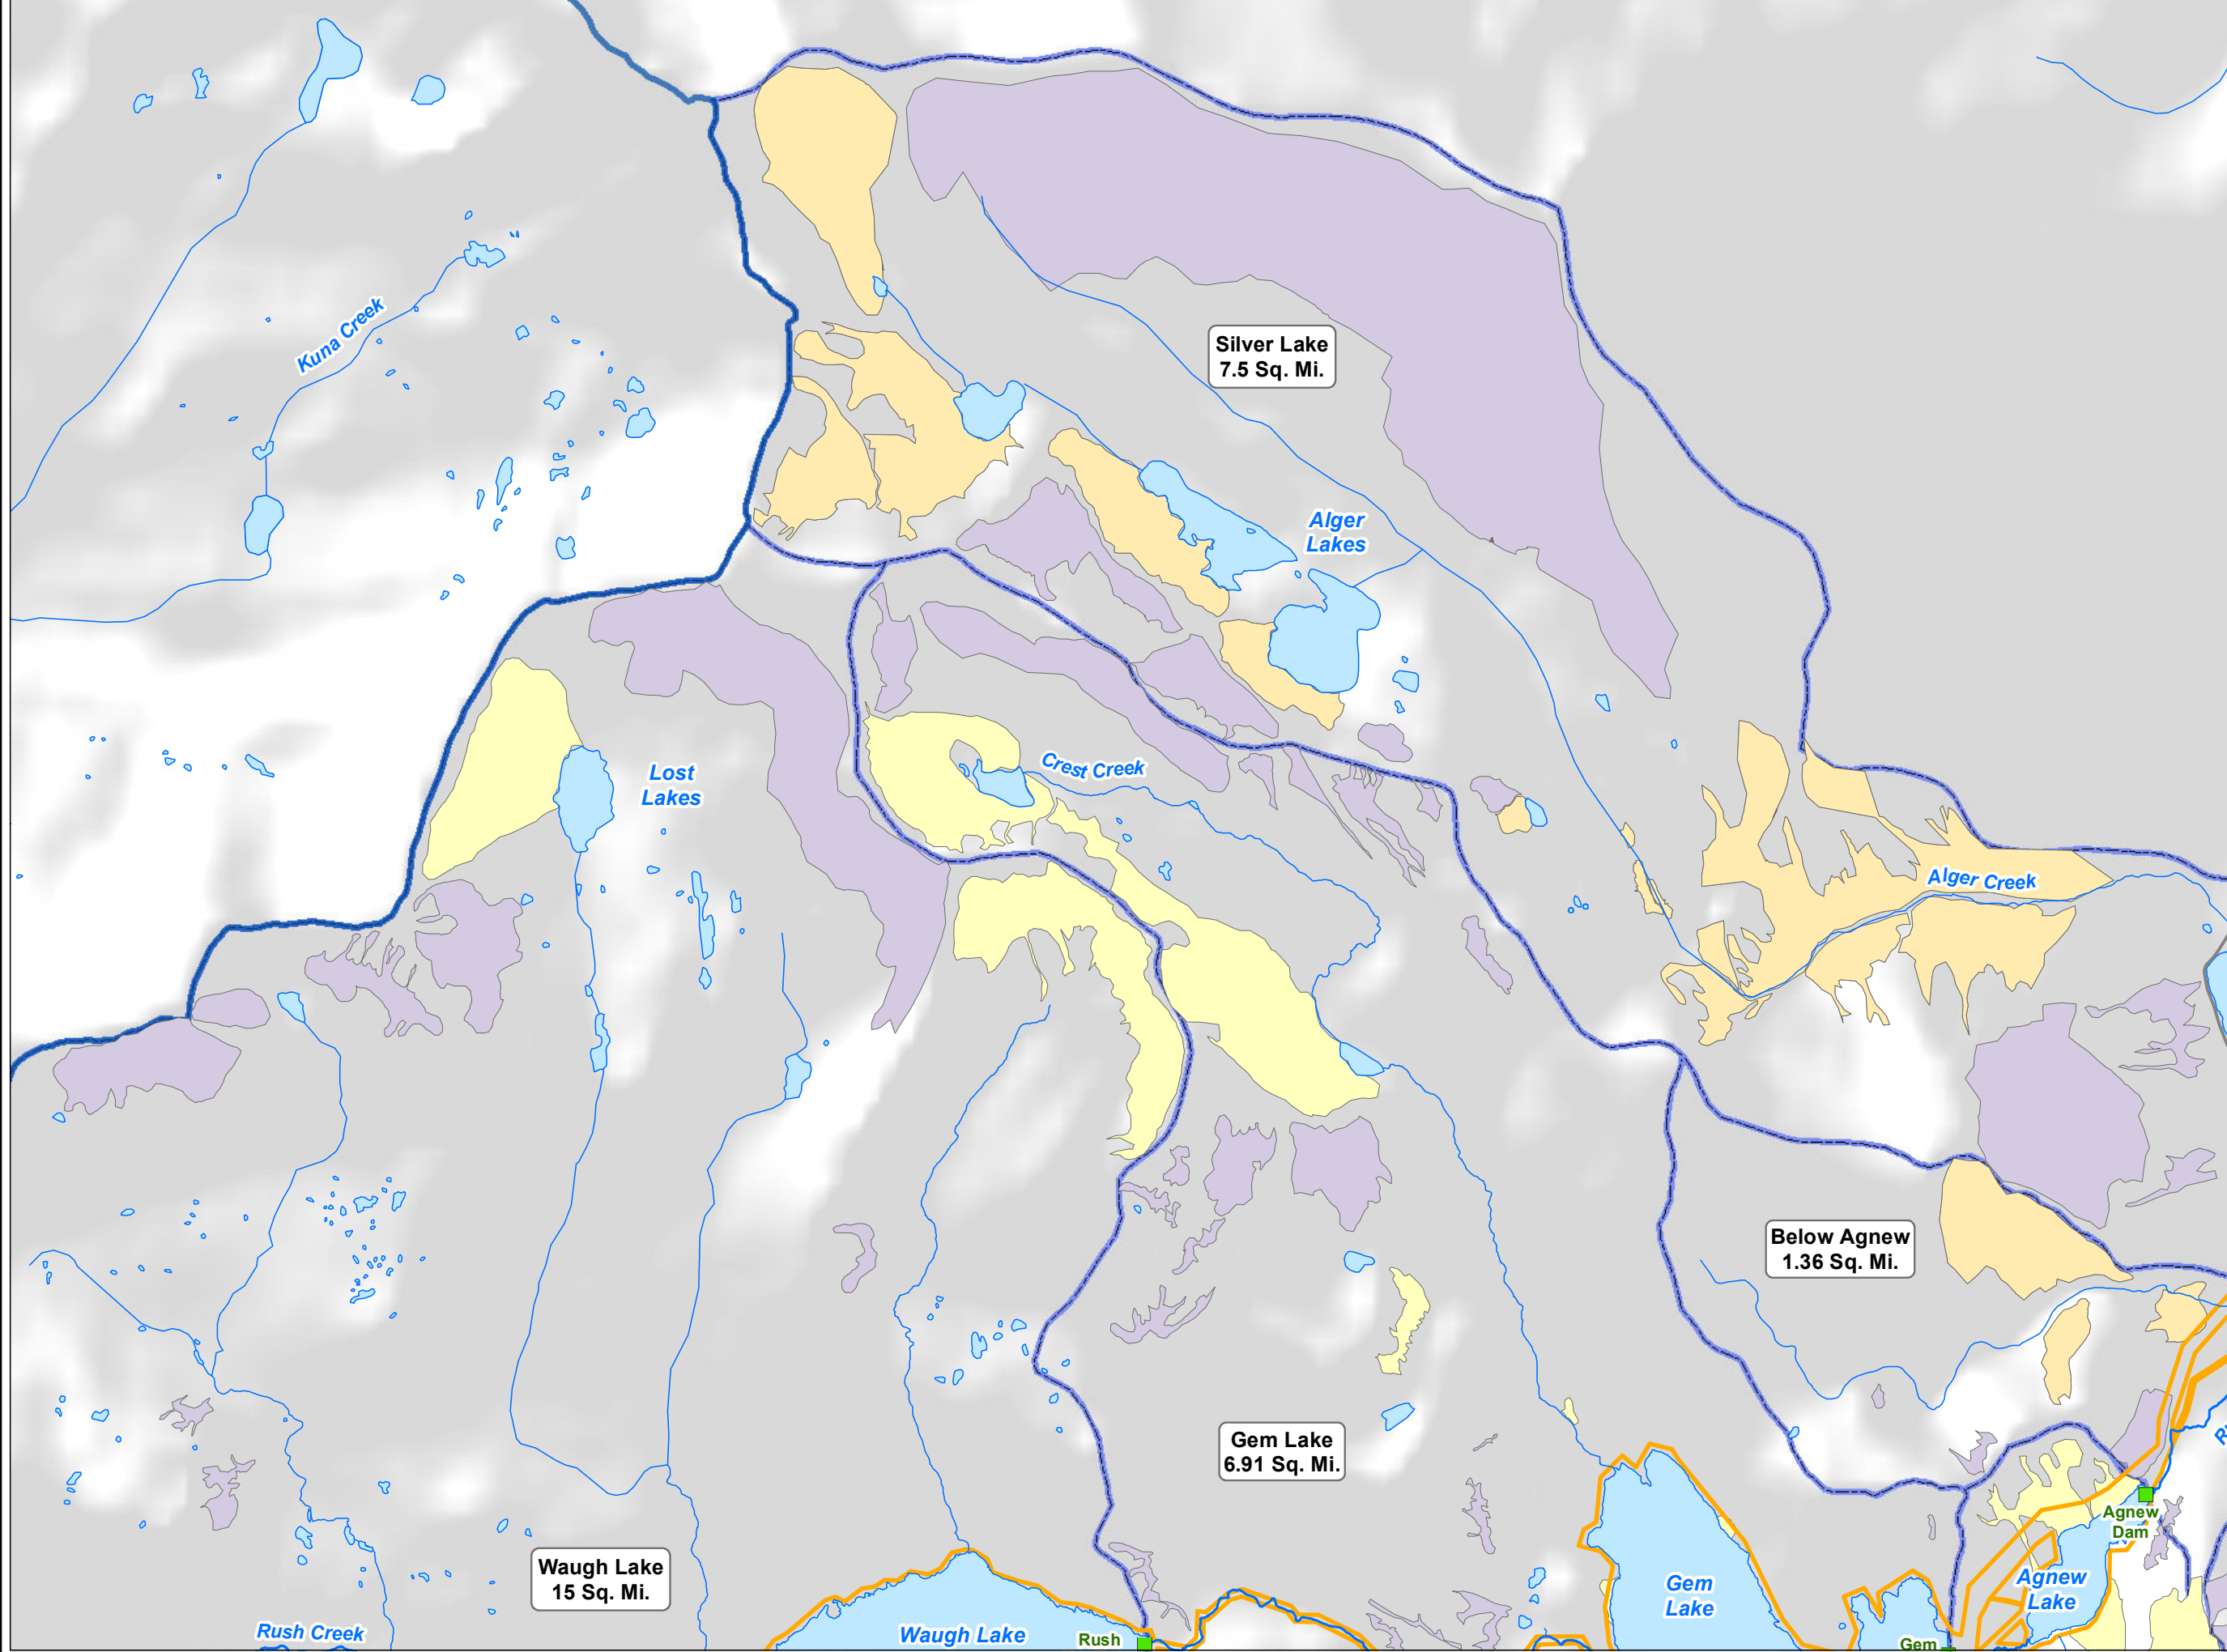 Kuna Creek
Silver Lake
7.5 Sq. Mi.
Alger
Lakes
Lost
Lakes
Crest Creek
Alger Creek
Below Agnew
1.36 Sq. Mi.
Gem Lake
6.91 Sq. Mi.
Waugh Lake
15 Sq. Mi.
Agnew
Dam
Agnew
Lake
Gem
Lake
Rush Creek
Waugh Lake
Rush
Gem